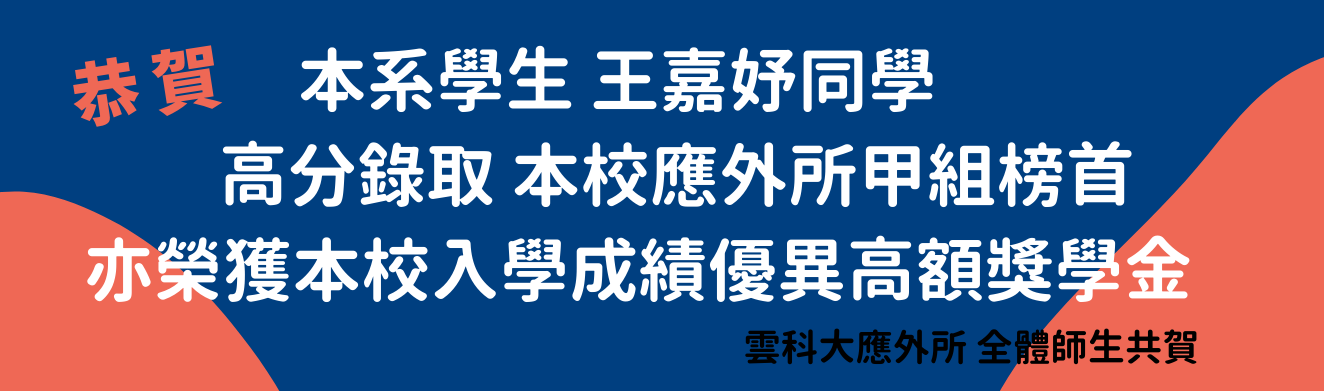 恭賀 本系學生 王嘉妤同學
高分錄取 本校應外所甲組榜首
亦榮獲本校入學成績優異高額獎學金
雲科大應外所 全體師生共賀